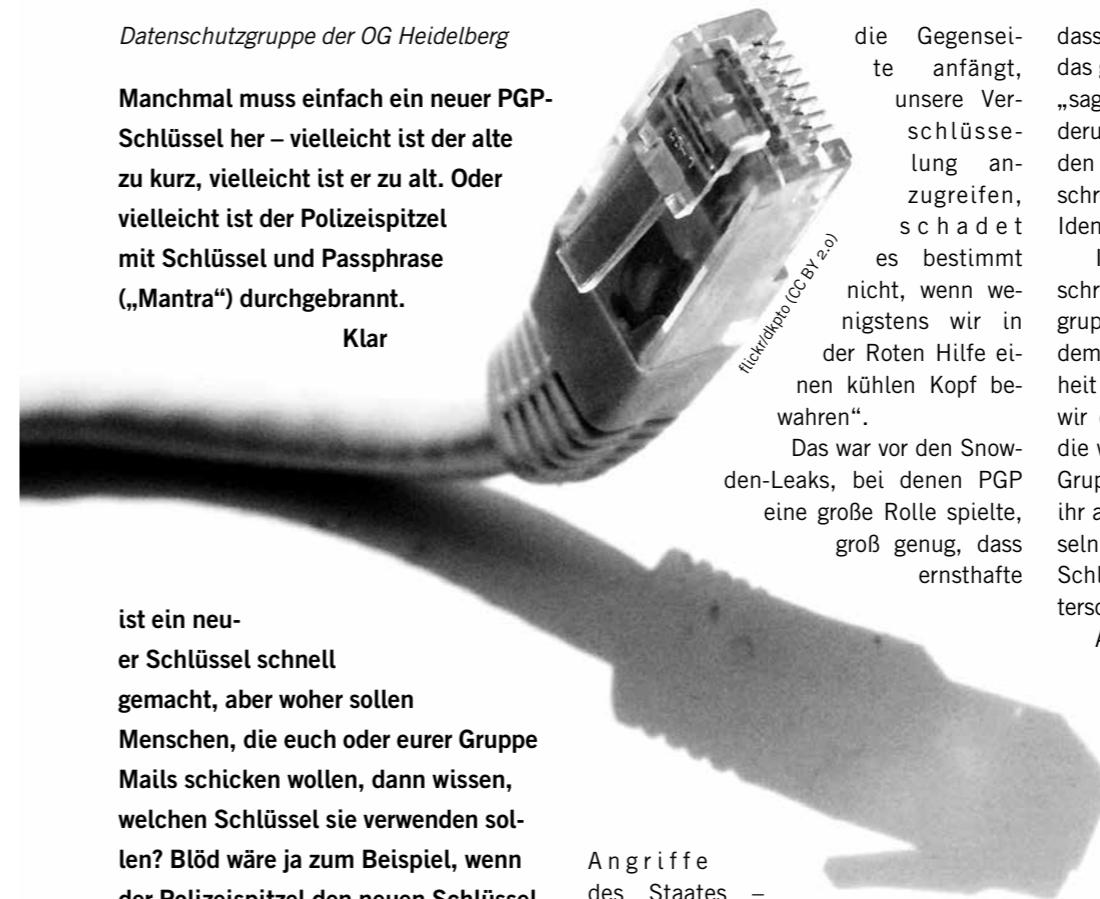 Datenschutzgruppe der OG Heidelberg
Manchmal muss einfach ein neuer PGP-
Schlüssel her – vielleicht ist der alte
zu kurz, vielleicht ist er zu alt. Oder
vielleicht ist der Polizeispitzel
mit Schlüssel und Passphrase
(„Mantra“) durchgebrannt.
Klar
ist ein neu-
er Schlüssel schnell
gemacht, aber woher sollen
Menschen, die euch oder eurer Gruppe
Mails schicken wollen, dann wissen,
welchen Schlüssel sie verwenden sol-
len? Blöd wäre ja zum Beispiel, wenn
der Polizeispitzel den neuen Schlüssel
Angriffe
des Staates –
die Gegensei-
te anfängt,
unsere Ver-
schlüsse-
lung an-
zugreifen,
schadet
es bestimmt
nicht, wenn we-
nigstens wir in
der Roten Hilfe ei-
nen kühlen Kopf be-
wahren“.
Das war vor den Snow-
den-Leaks, bei denen PGP
eine große Rolle spielte,
groß genug, dass
ernsthafte
flickr/dkpto (CC BY 2.0)
dass
das
„sag
deru
den
schr
Iden
schr
grup
dem
heit
wir
die
Grup
ihr
seln
Schl
terso